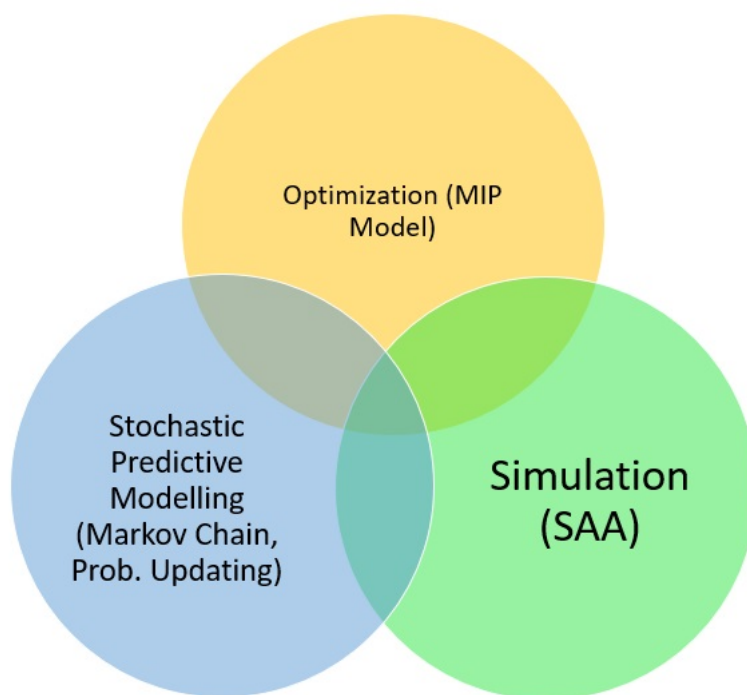 Optimization (MIP
Model)
Stochastic
Predictive
Modelling
(Markov Chain,
Prob. Updating)
Simulation
(SAA)